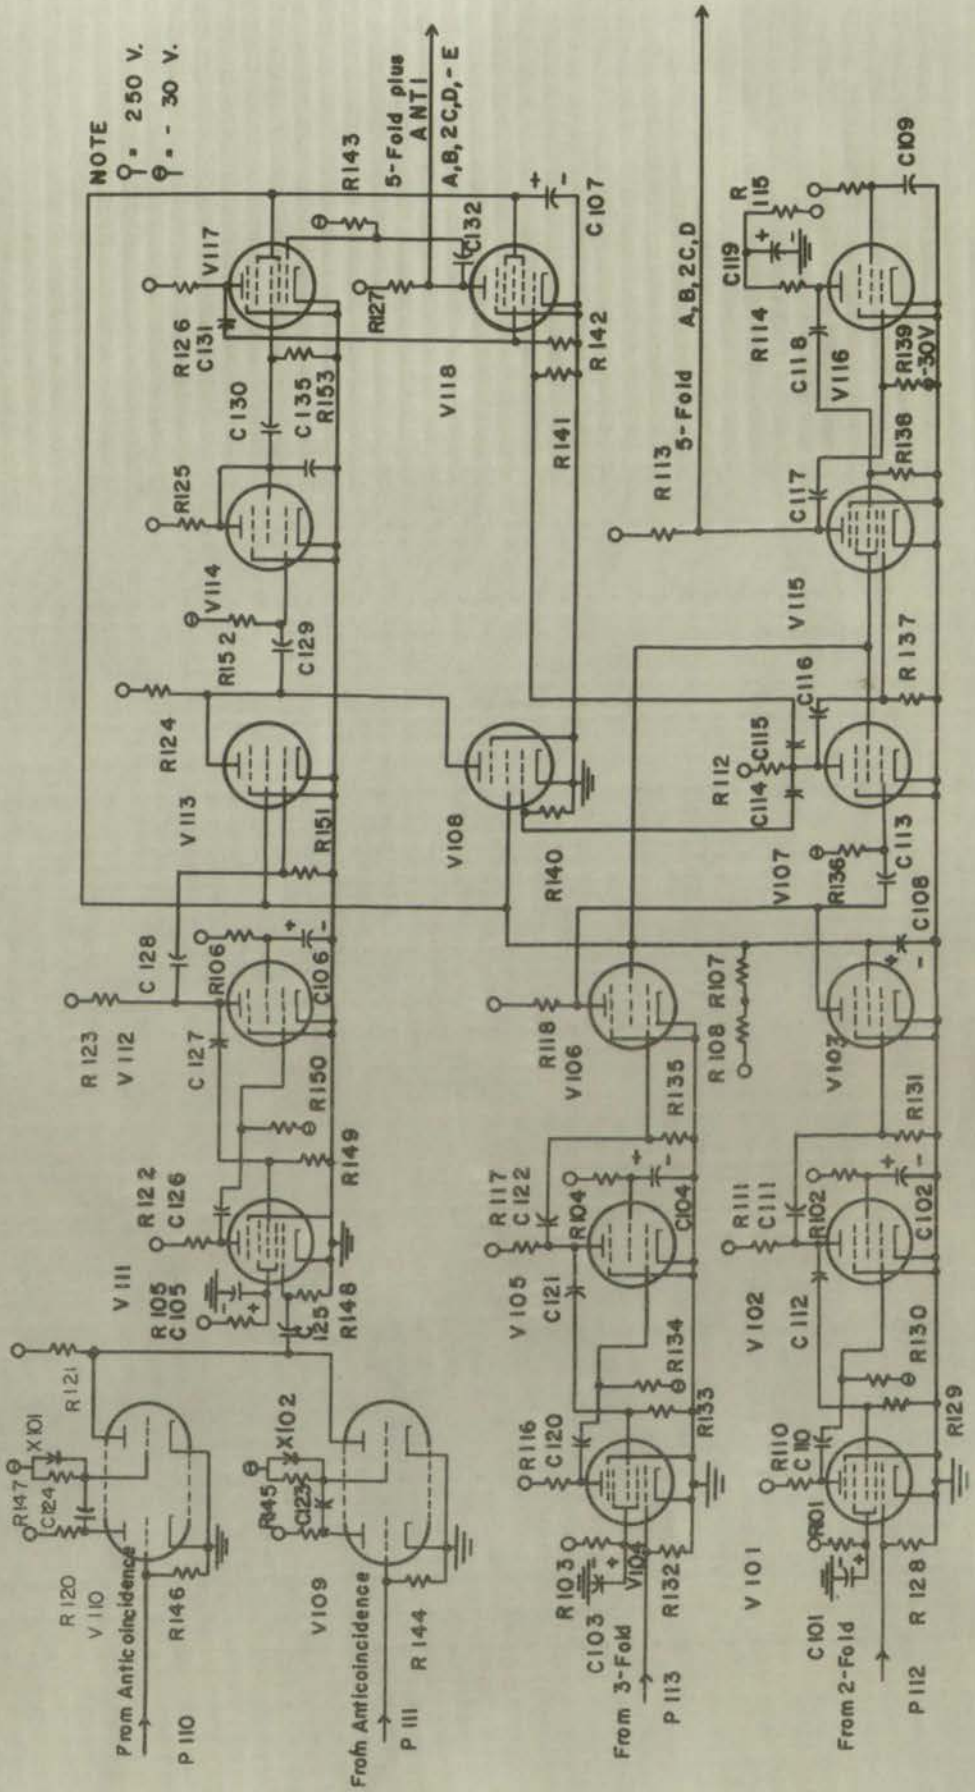 NOTE
= 250 V.
= - 30 V.
R121
R147
X101
C124
R120
V110
From Anticoincidence
P110
R146
R145
X102
C123
V109
From Anticoincidence
P111
R144
V111
R105
C105
R122
C126
C125
R148
R149
R150
R123
V112
C127
C128
R106
C106
R151
V113
R124
R152
V114
C129
R125
C130
C135
R153
R126
C131
V117
R143
5-Fold plus
ANTI
A,B,2C,D,-E
R127
C132
V118
C107
R142
R141
V108
R140
R103
C103
V104
From 3-Fold
P113
R132
R116
C120
R133
R134
V105
C121
R117
C122
R104
C104
R135
R118
V106
R108
R107
5-Fold
A,B,2C,D
R113
V101
C101
R101
From 2-Fold
P112
R128
R110
C110
R129
R130
V102
C112
R111
C111
R102
C102
R131
V103
C108
V107
R136
C113
R112
C114
C115
C116
R137
V115
C117
R138
V116
C118
R114
C119
R115
R139
-30V
C109